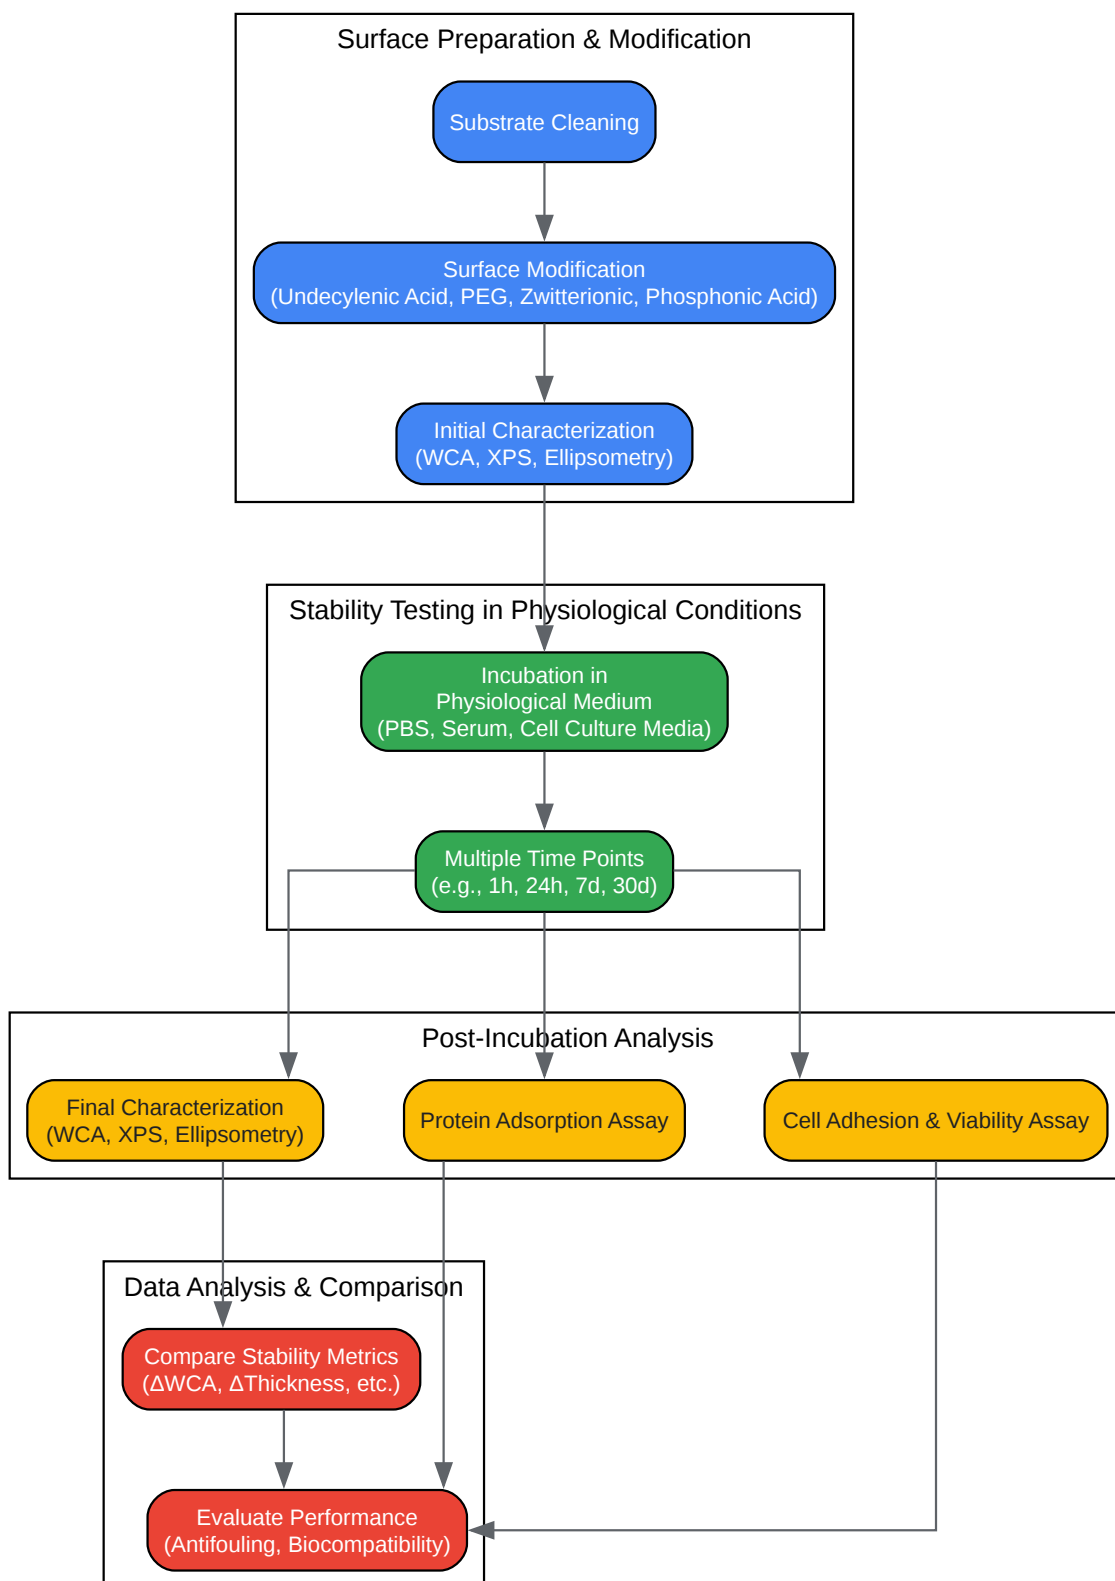 Surface Preparation & Modification
Substrate Cleaning
Surface Modification
(Undecylenic Acid, PEG, Zwitterionic, Phosphonic Acid)
Initial Characterization
(WCA, XPS, Ellipsometry)
Stability Testing in Physiological Conditions
Incubation in
Physiological Medium
(PBS, Serum, Cell Culture Media)
Multiple Time Points
(e.g., 1h, 24h, 7d, 30d)
Post-Incubation Analysis
Final Characterization
(WCA, XPS, Ellipsometry)
Protein Adsorption Assay
Cell Adhesion & Viability Assay
Data Analysis & Comparison
Compare Stability Metrics
(ΔWCA, ΔThickness, etc.)
Evaluate Performance
(Antifouling, Biocompatibility)